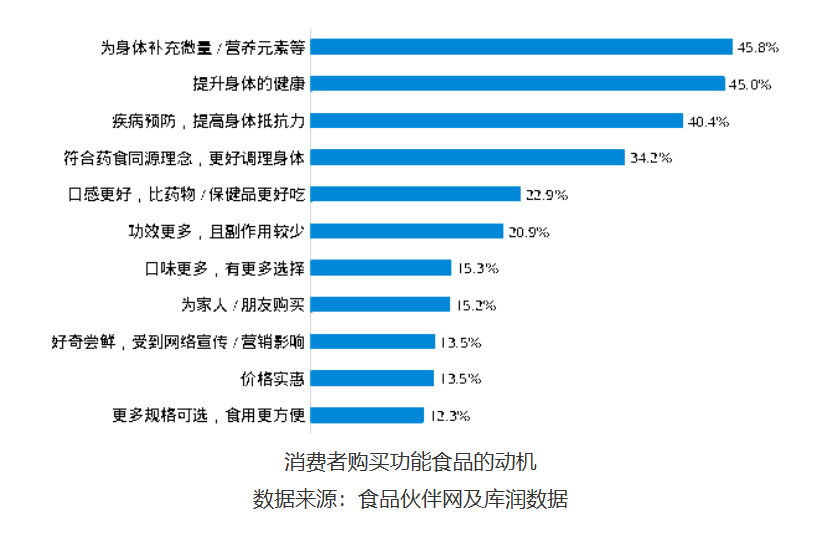 为身体补充微量/营养元素等 45.8%
提升身体的健康 45.0%
疾病预防，提高身体抵抗力 40.4%
符合药食同源理念，更好调理身体 34.2%
口感更好，比药物/保健品更好吃 22.9%
功效更多，且副作用较少 20.9%
口味更多，有更多选择 15.3%
为家人/朋友购买 15.2%
好奇尝鲜，受到网络宣传/营销影响 13.5%
价格实惠 13.5%
更多规格可选，食用更方便 12.3%
消费者购买功能食品的动机
数据来源：食品伙伴网及库润数据